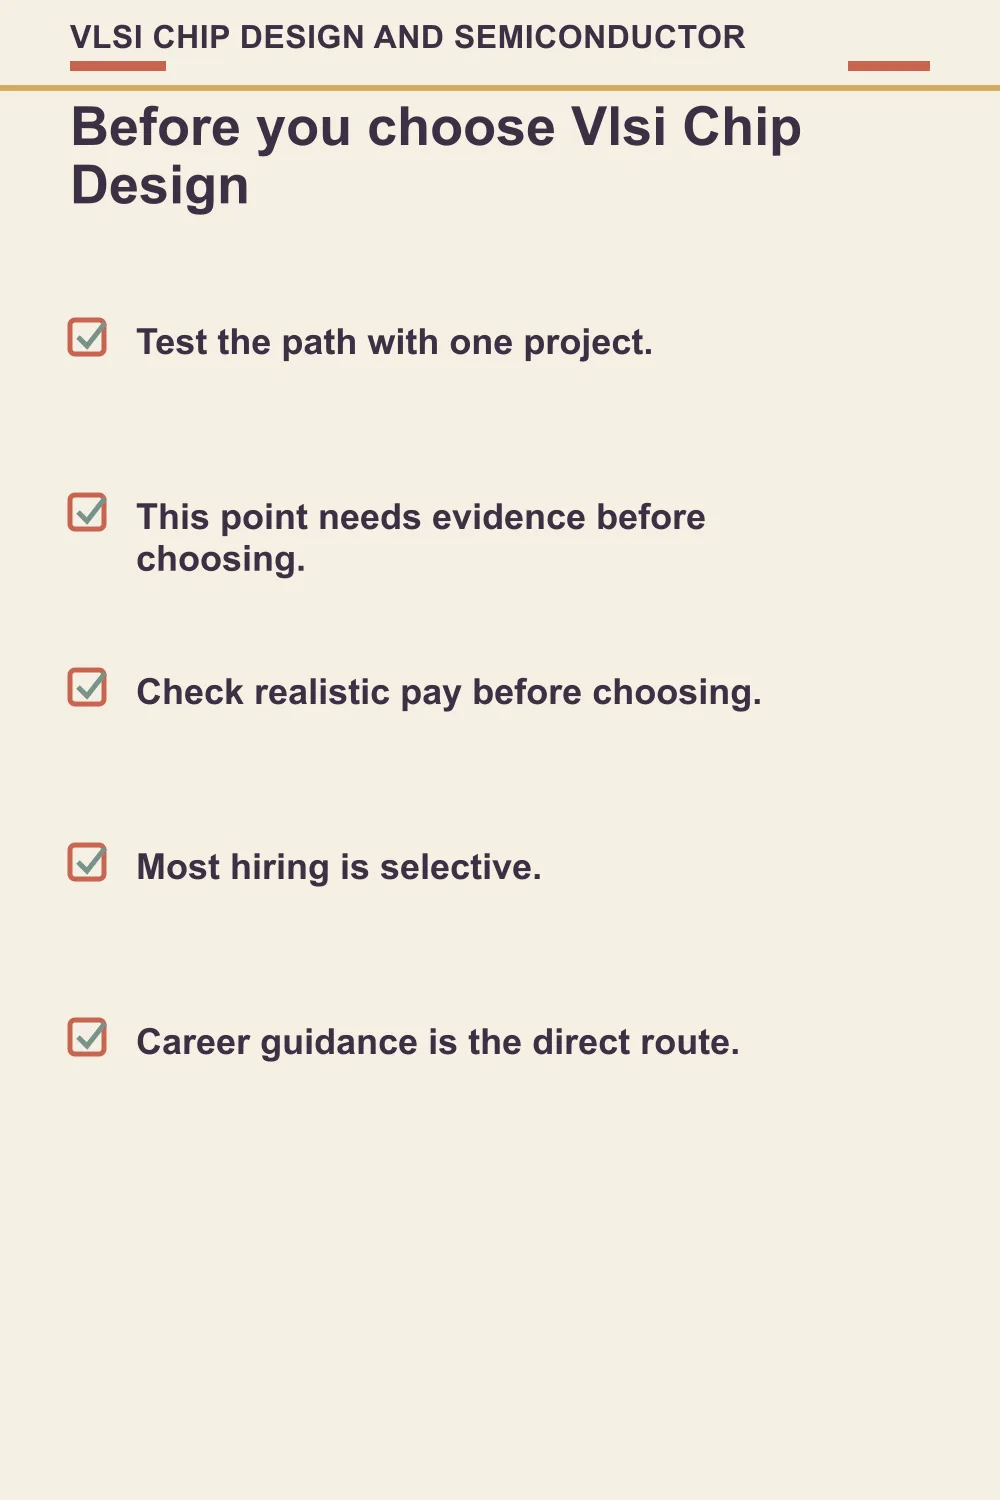 VLSI CHIP DESIGN AND SEMICONDUCTOR
Before you choose Vlsi Chip
Design
Test the path with one project.
This point needs evidence before
choosing.
Check realistic pay before choosing.
Most hiring is selective.
Career guidance is the direct route.